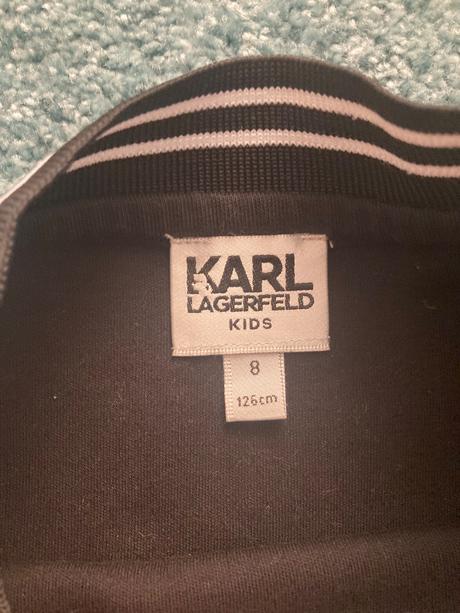 KARL
LAGERFELD
KIDS
8
126cm